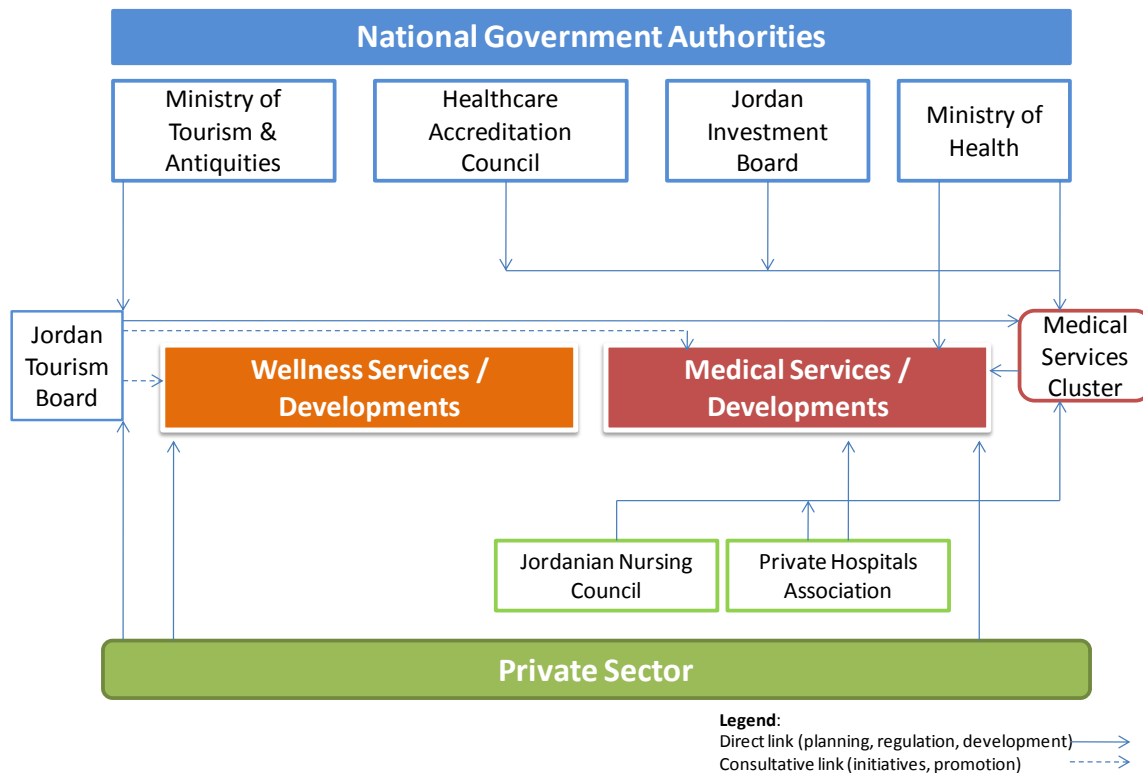 National Government Authorities
Ministry of
Tourism &
Antiquities
Healthcare
Accreditation
Council
Jordan
Investment
Board
Ministry of
Health
Jordan
Tourism
Board
Wellness Services /
Developments
Medical Services /
Developments
Medical
Services
Cluster
Jordanian Nursing
Council
Private Hospitals
Association
Private Sector
Legend:
Direct link (planning, regulation, development)
Consultative link (initiatives, promotion)